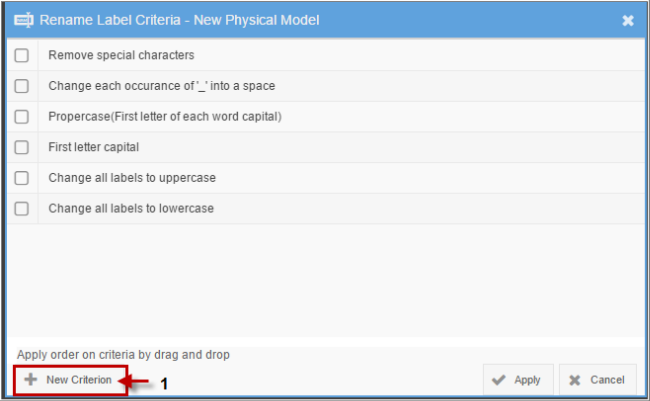 Rename Label Criteria - New Physical Model
Remove special characters
Change each occurance of '_' into a space
Propercase(First letter of each word capital)
First letter capital
Change all labels to uppercase
Change all labels to lowercase
Apply order on criteria by drag and drop
New Criterion 1 Apply Cancel